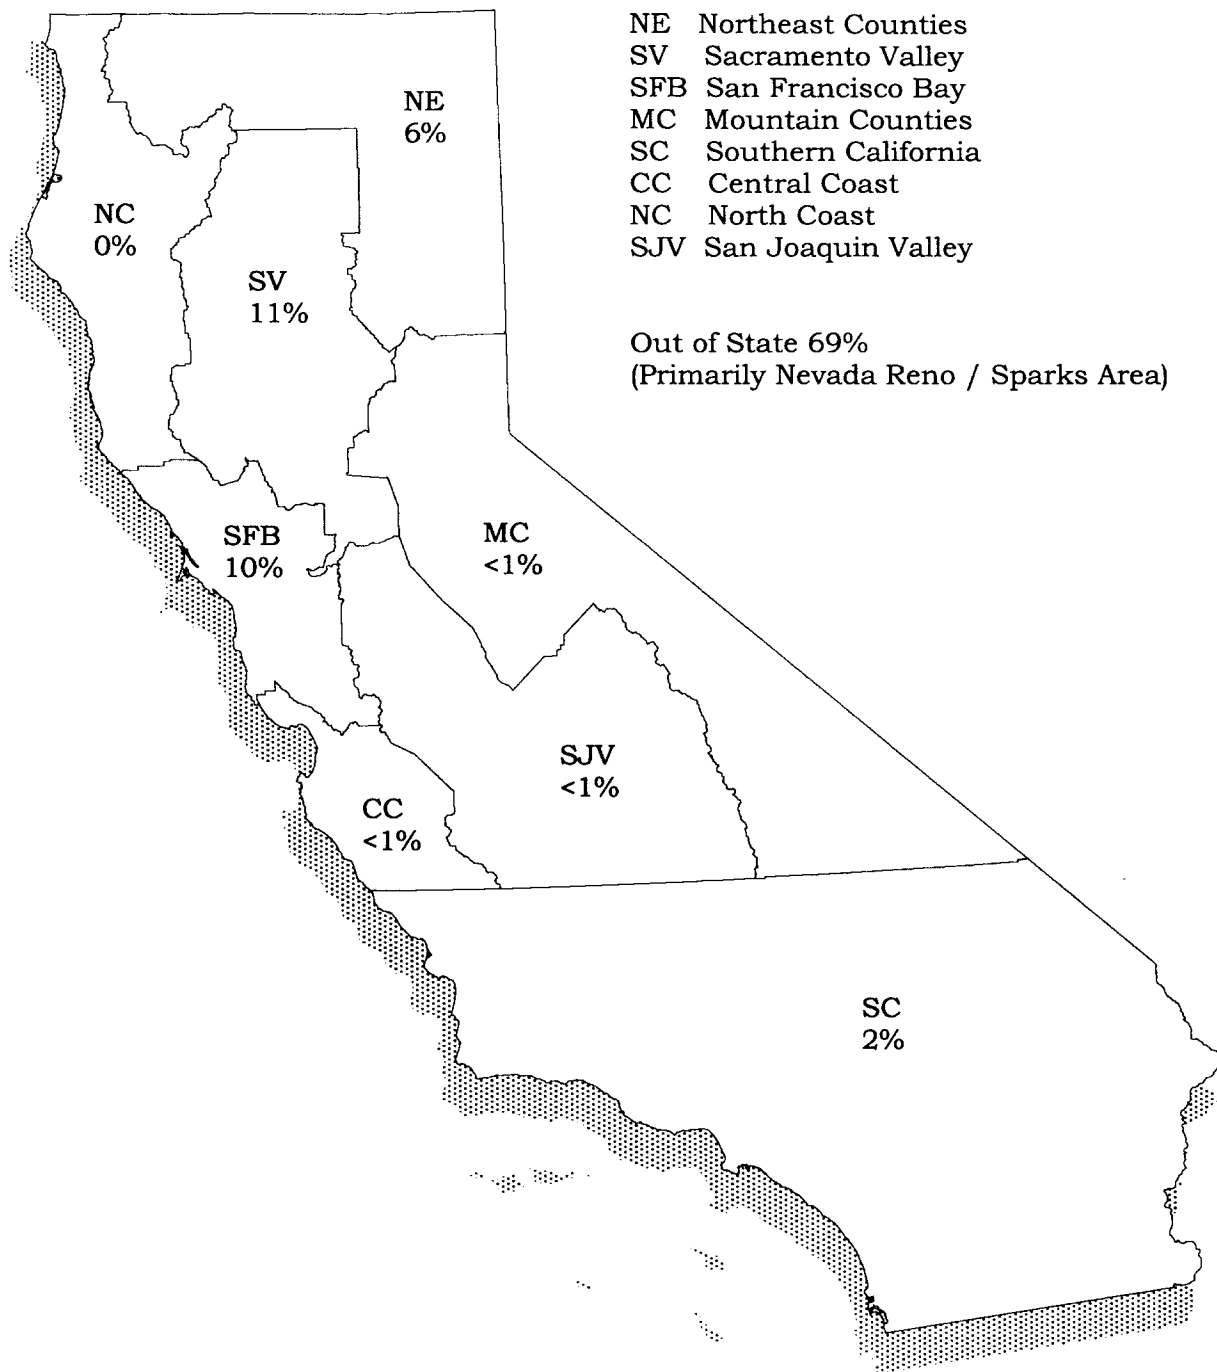 NE Northeast Counties
SV Sacramento Valley
SFB San Francisco Bay
MC Mountain Counties
SC Southern California
CC Central Coast
NC North Coast
SJV San Joaquin Valley
Out of State 69%
(Primarily Nevada Reno / Sparks Area)
NE
6%
NC
0%
SV
11%
SFB
10%
MC
<1%
SJV
<1%
CC
<1%
SC
2%